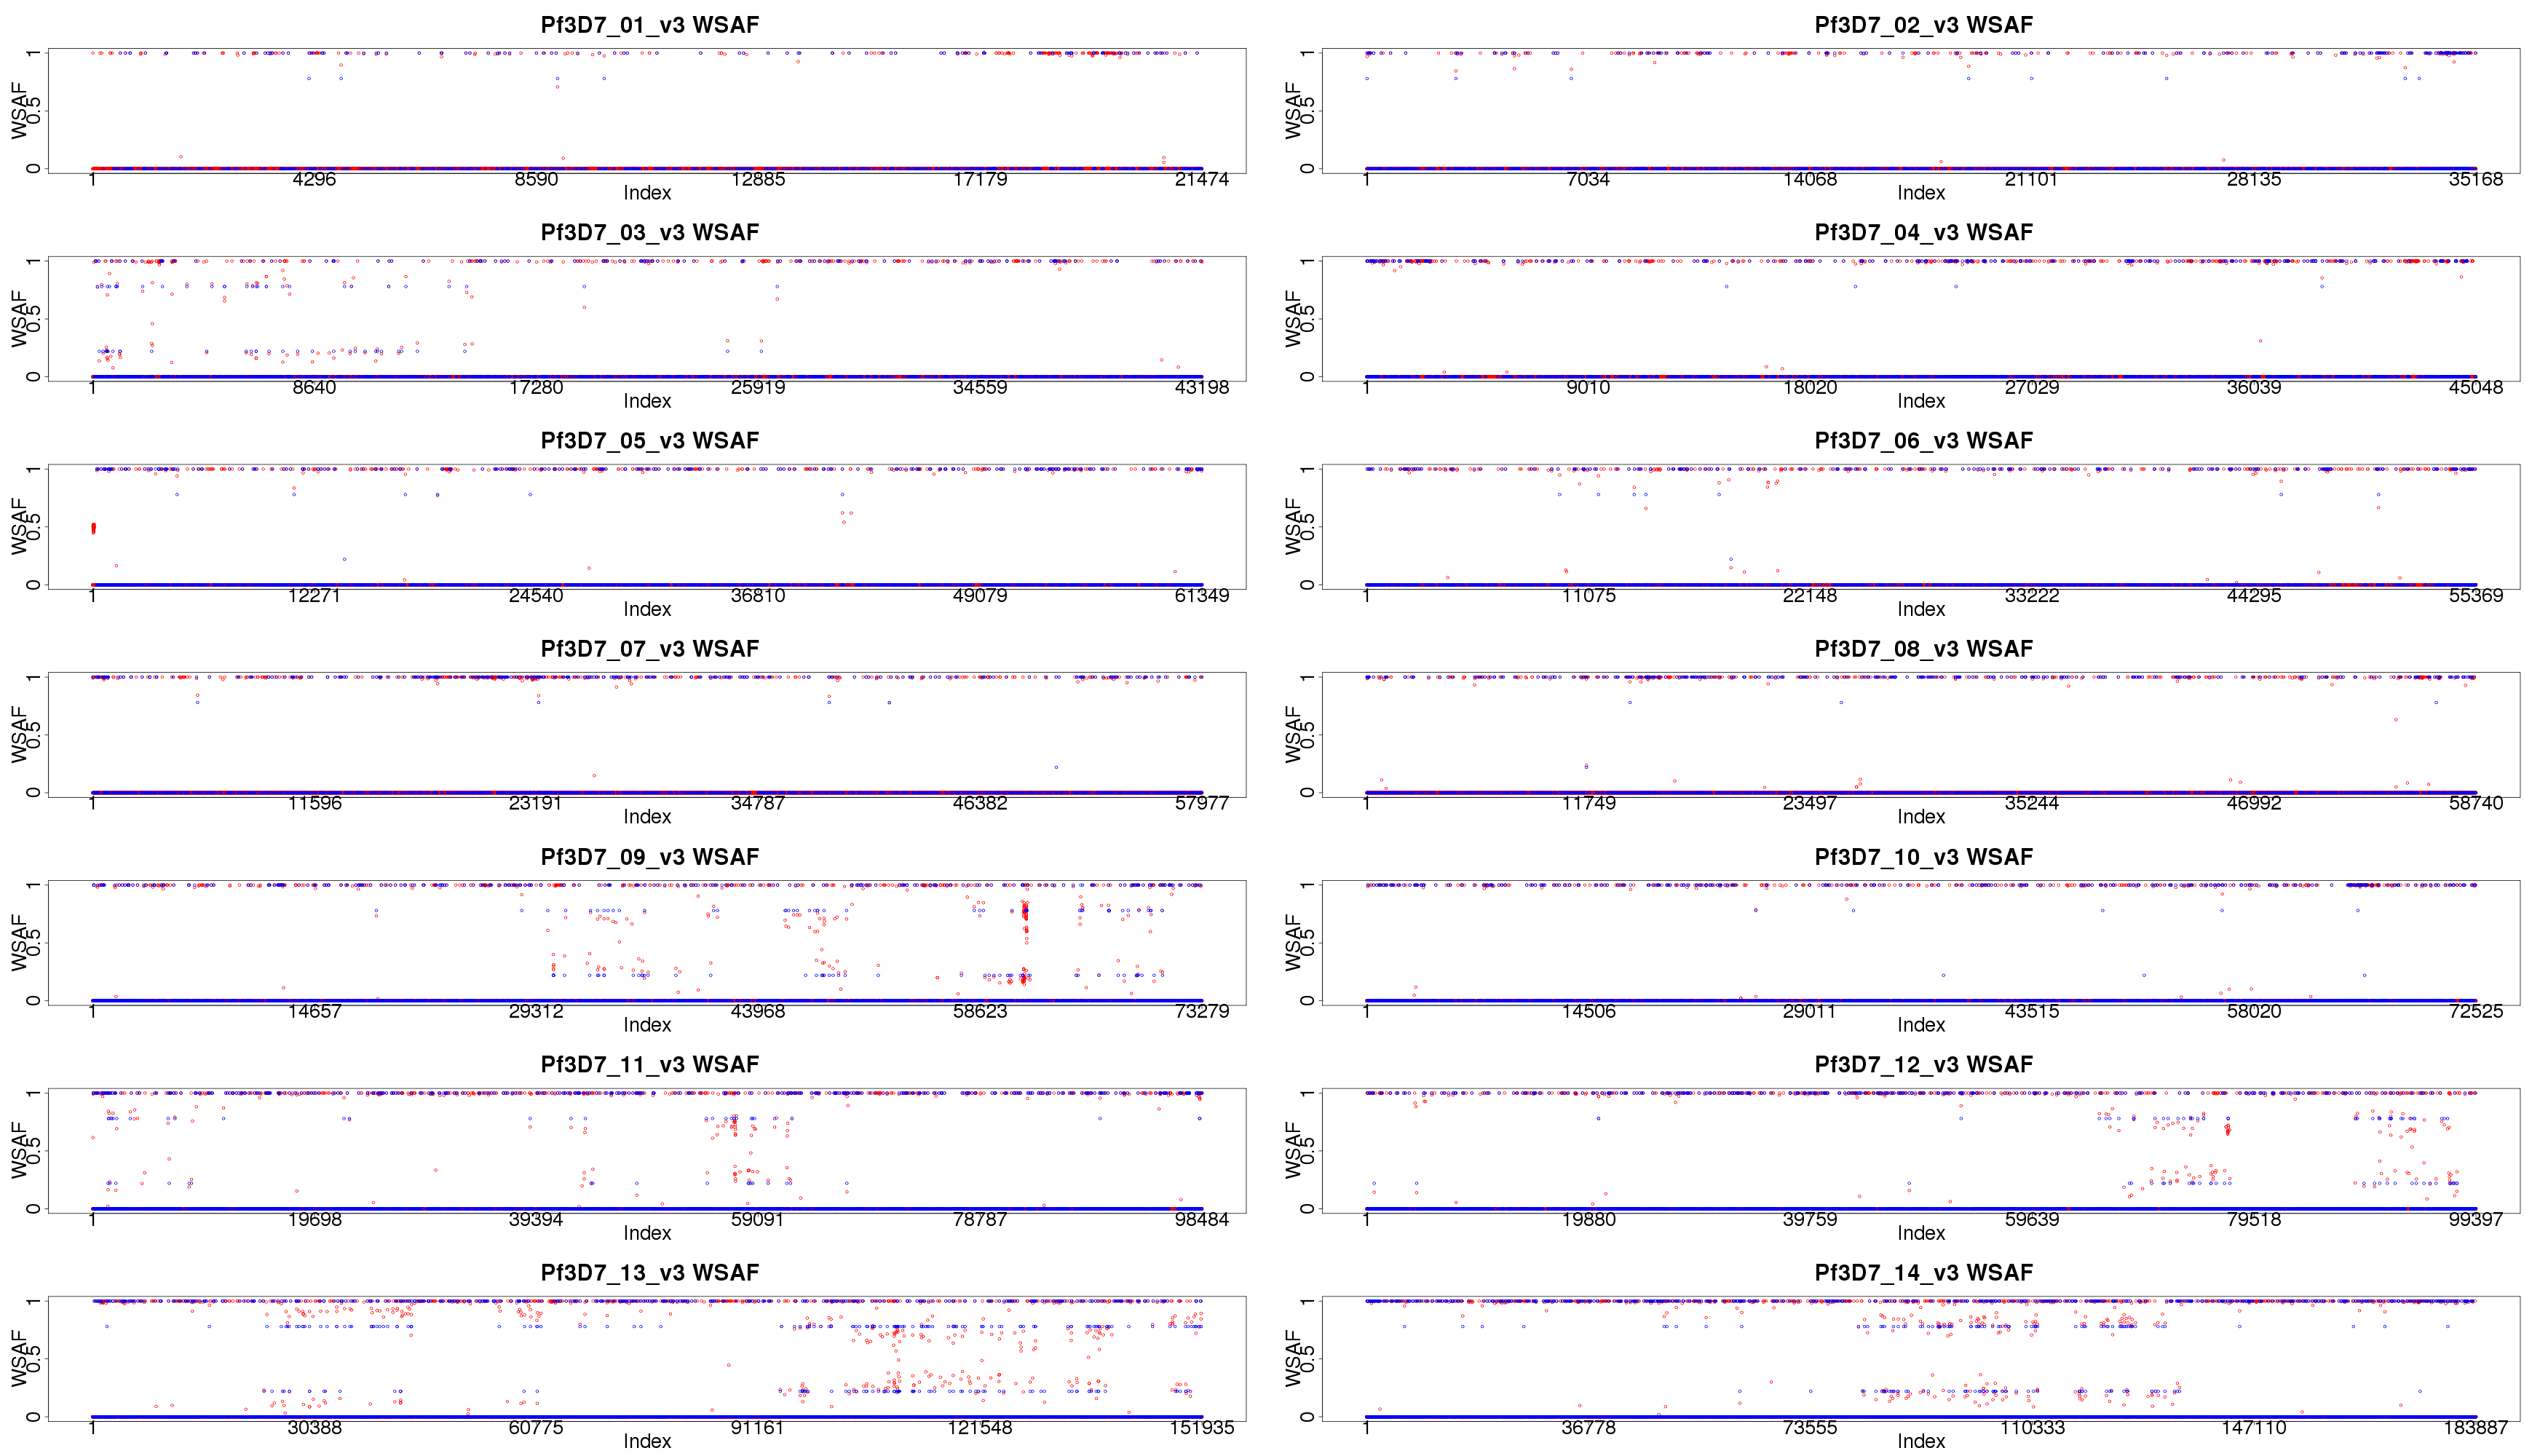 Pf3D7_01_v3 WSAF
WSAF
0 0.5 1
1 4296 8590 12885 17179 21474
Index
Pf3D7_02_v3 WSAF
WSAF
0 0.5 1
1 7034 14068 21101 28135 35168
Index
Pf3D7_03_v3 WSAF
WSAF
0 0.5 1
1 8640 17280 25919 34559 43198
Index
Pf3D7_04_v3 WSAF
WSAF
0 0.5 1
1 9010 18020 27029 36039 45048
Index
Pf3D7_05_v3 WSAF
WSAF
0 0.5 1
1 12271 24540 36810 49079 61349
Index
Pf3D7_06_v3 WSAF
WSAF
0 0.5 1
1 11075 22148 33222 44295 55369
Index
Pf3D7_07_v3 WSAF
WSAF
0 0.5 1
1 11596 23191 34787 46382 57977
Index
Pf3D7_08_v3 WSAF
WSAF
0 0.5 1
1 11749 23497 35244 46992 58740
Index
Pf3D7_09_v3 WSAF
WSAF
0 0.5 1
1 14657 29312 43968 58623 73279
Index
Pf3D7_10_v3 WSAF
WSAF
0 0.5 1
1 14506 29011 43515 58020 72525
Index
Pf3D7_11_v3 WSAF
WSAF
0 0.5 1
1 19698 39394 59091 78787 98484
Index
Pf3D7_12_v3 WSAF
WSAF
0 0.5 1
1 19880 39759 59639 79518 99397
Index
Pf3D7_13_v3 WSAF
WSAF
0 0.5 1
1 30388 60775 91161 121548 151935
Index
Pf3D7_14_v3 WSAF
WSAF
0 0.5 1
1 36778 73555 110333 147110 183887
Index